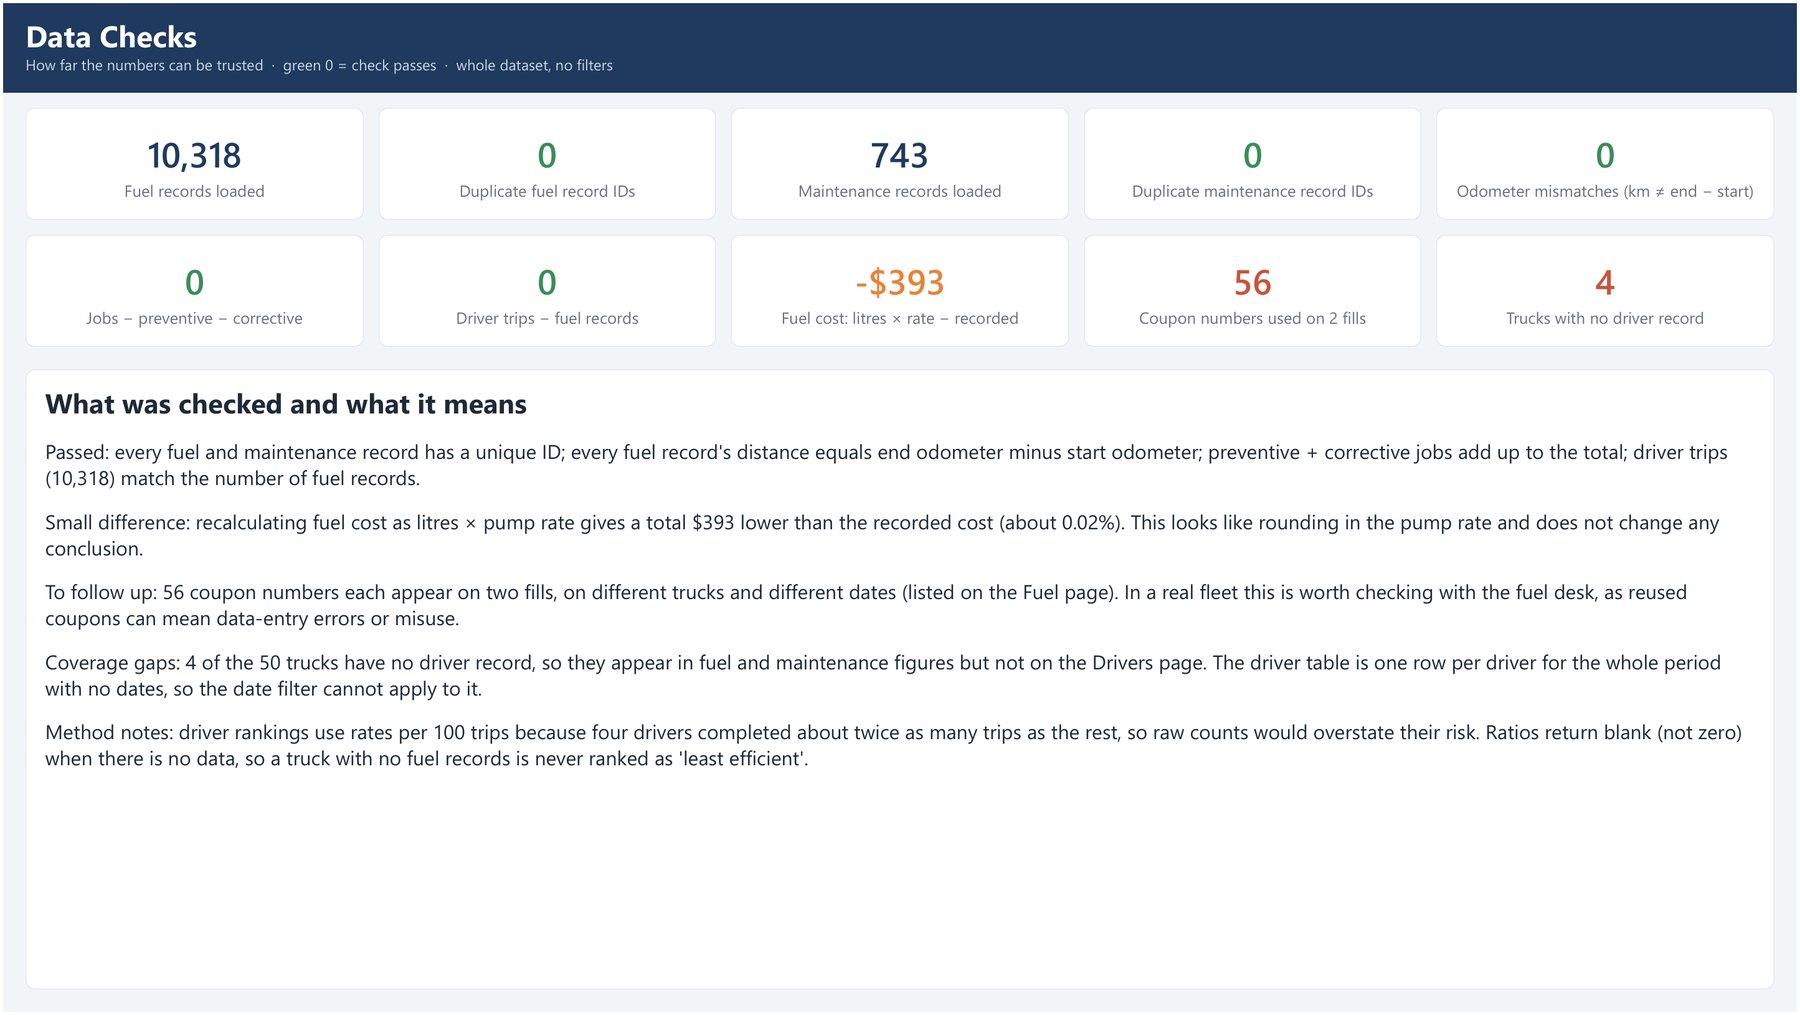 Data Checks
How far the numbers can be trusted · green 0 = check passes · whole dataset, no filters
10,318
Fuel records loaded
0
Duplicate fuel record IDs
743
Maintenance records loaded
0
Duplicate maintenance record IDs
0
Odometer mismatches (km ≠ end − start)
0
Jobs − preventive − corrective
0
Driver trips − fuel records
-$393
Fuel cost: litres × rate − recorded
56
Coupon numbers used on 2 fills
4
Trucks with no driver record
What was checked and what it means
Passed: every fuel and maintenance record has a unique ID; every fuel record's distance equals end odometer minus start odometer; preventive + corrective jobs add up to the total; driver trips
(10,318) match the number of fuel records.
Small difference: recalculating fuel cost as litres × pump rate gives a total $393 lower than the recorded cost (about 0.02%). This looks like rounding in the pump rate and does not change any
conclusion.
To follow up: 56 coupon numbers each appear on two fills, on different trucks and different dates (listed on the Fuel page). In a real fleet this is worth checking with the fuel desk, as reused
coupons can mean data-entry errors or misuse.
Coverage gaps: 4 of the 50 trucks have no driver record, so they appear in fuel and maintenance figures but not on the Drivers page. The driver table is one row per driver for the whole period
with no dates, so the date filter cannot apply to it.
Method notes: driver rankings use rates per 100 trips because four drivers completed about twice as many trips as the rest, so raw counts would overstate their risk. Ratios return blank (not zero)
when there is no data, so a truck with no fuel records is never ranked as 'least efficient'.